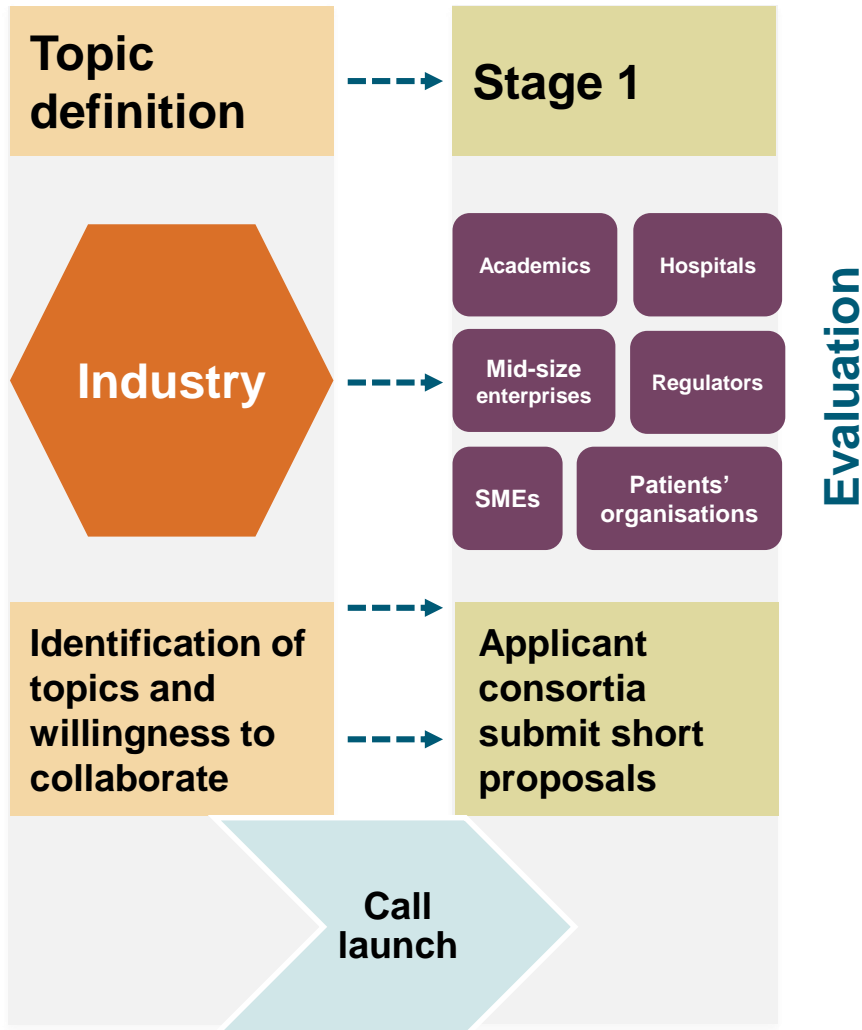 Topic
definition
Stage 1
Industry
Academics
Hospitals
Mid-size
enterprises
Regulators
SMEs
Patients’
organisations
Evaluation
Identification of
topics and
willingness to
collaborate
Applicant
consortia
submit short
proposals
Call
launch